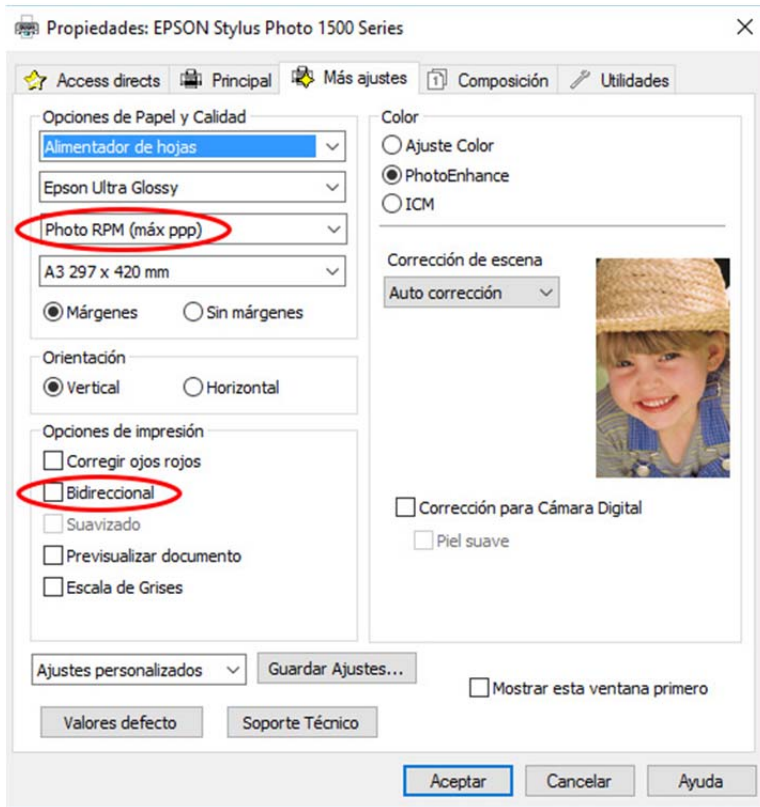 Propiedades: EPSON Stylus Photo 1500 Series
Access directs Principal Más ajustes Composición Utilidades
Opciones de Papel y Calidad
Alimentador de hojas
Epson Ultra Glossy
Photo RPM (máx ppp)
A3 297 x 420 mm
Márgenes Sin márgenes
Orientación
Vertical Horizontal
Opciones de impresión
Corregir ojos rojos
Bidireccional
Suavizado
Previsualizar documento
Escala de Grises
Color
Ajuste Color
PhotoEnhance
ICM
Corrección de escena
Auto corrección
Corrección para Cámara Digital
Piel suave
Ajustes personalizados Guardar Ajustes...
Mostrar esta ventana primero
Valores defecto Soporte Técnico
Aceptar Cancelar Ayuda